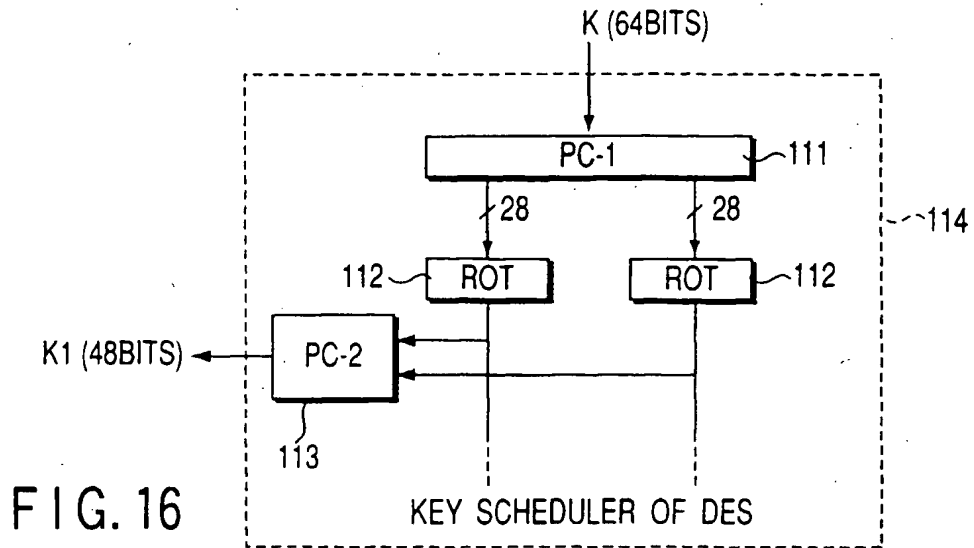 K (64BITS)
PC-1
111
28
28
114
112
ROT
ROT
112
K1 (48BITS)
PC-2
113
FIG. 16
KEY SCHEDULER OF DES